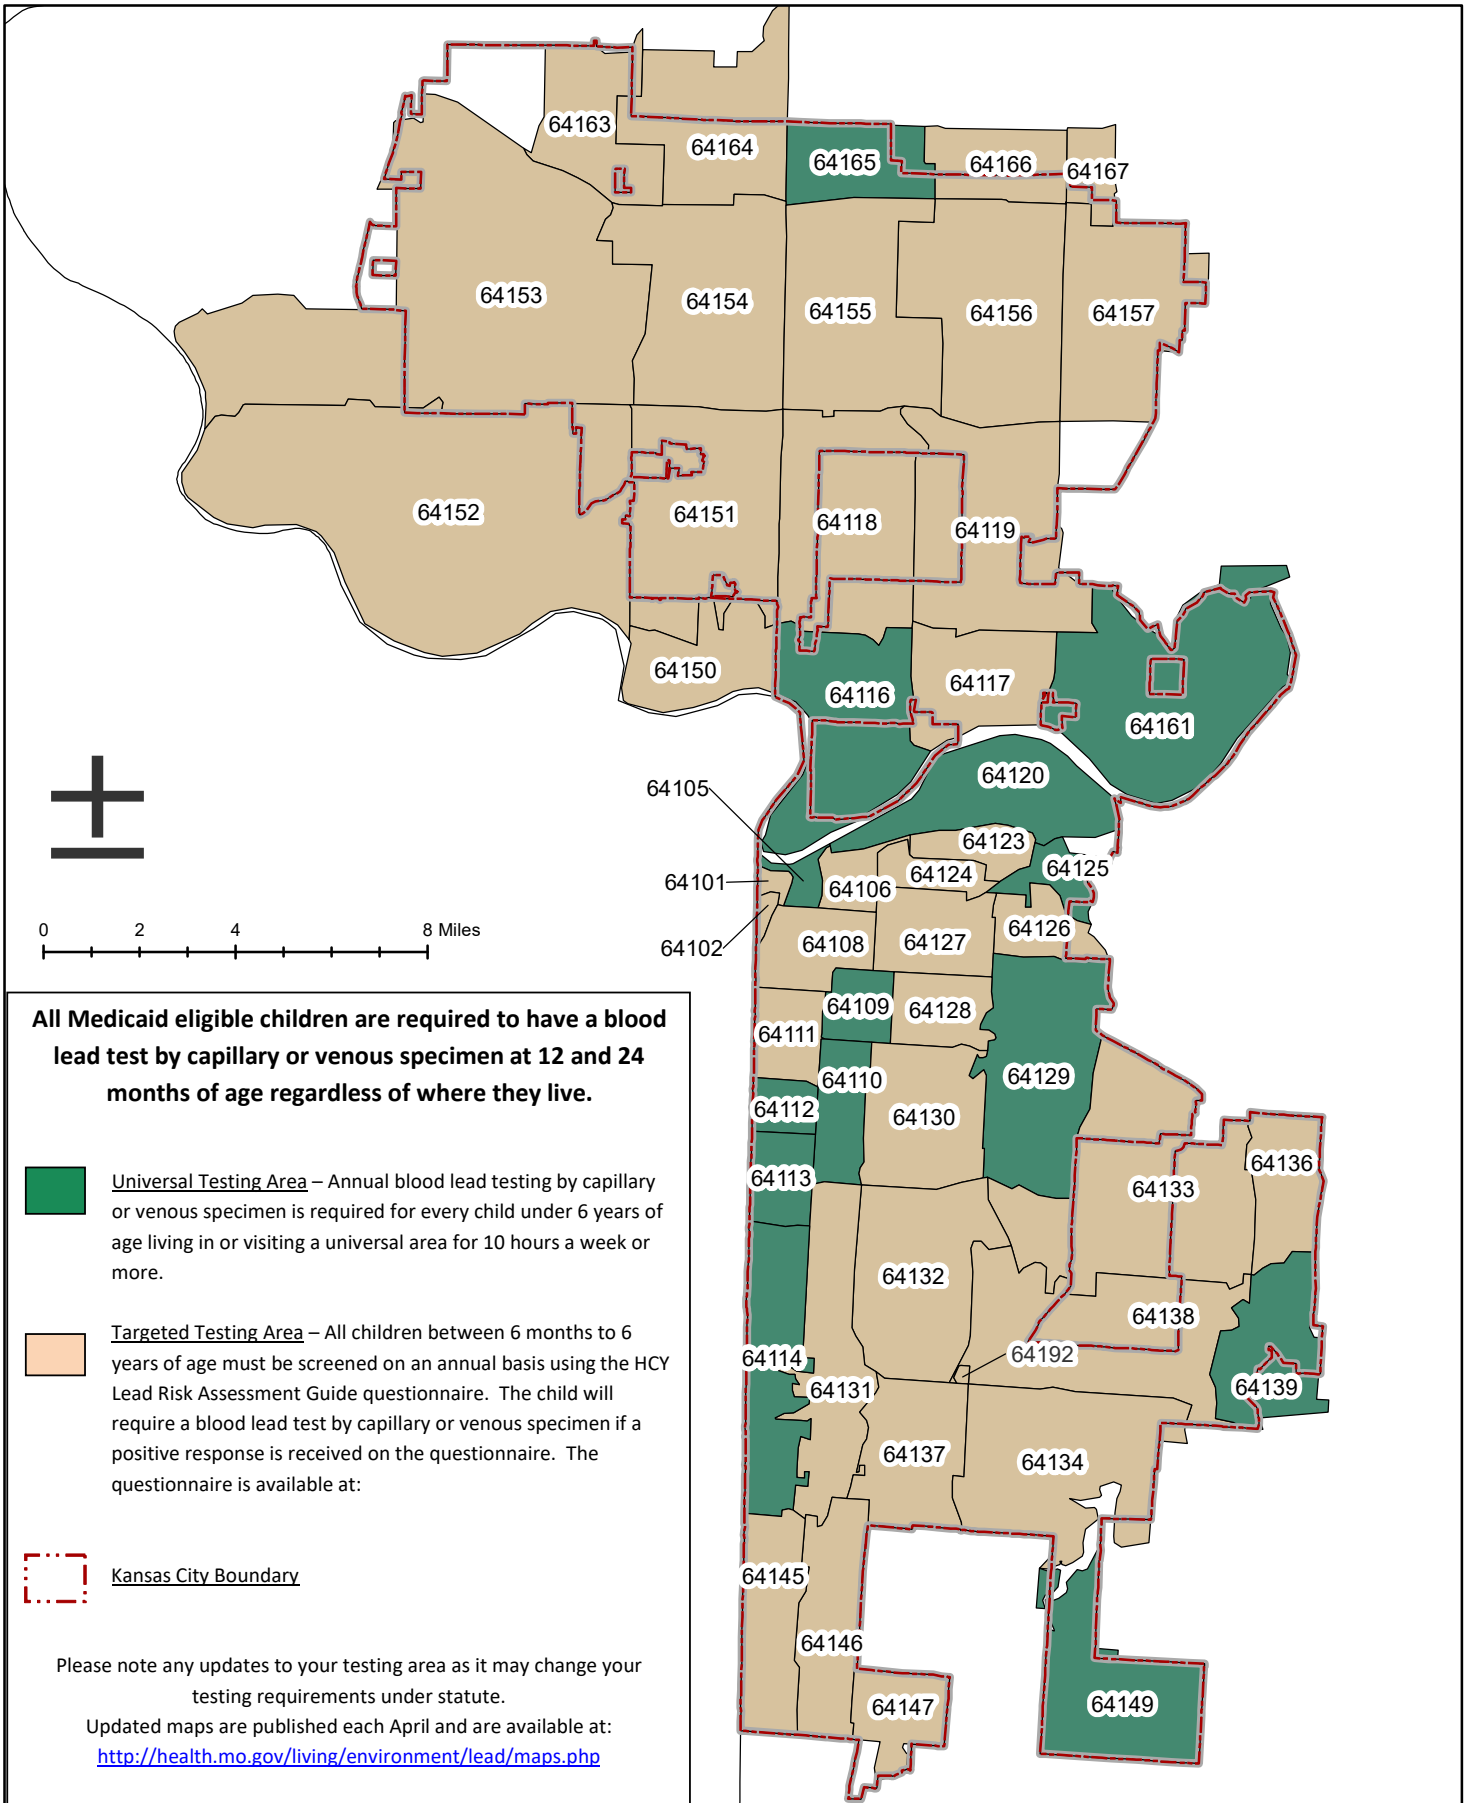 64163
64164
64165
64166
64167
64153
64154
64155
64156
64157
64152
64151
64118
64119
64150
64116
64117
64161
64105
64120
64101
64106
64124
64123
64125
64102
64108
64127
64126
64109
64128
64111
64110
64129
64112
64130
64113
64133
64136
64132
64138
64114
64192
64131
64139
64137
64134
64145
64146
64147
64149
0 2 4 8 Miles
All Medicaid eligible children are required to have a blood
lead test by capillary or venous specimen at 12 and 24
months of age regardless of where they live.
Universal Testing Area – Annual blood lead testing by capillary
or venous specimen is required for every child under 6 years of
age living in or visiting a universal area for 10 hours a week or
more.
Targeted Testing Area – All children between 6 months to 6
years of age must be screened on an annual basis using the HCY
Lead Risk Assessment Guide questionnaire. The child will
require a blood lead test by capillary or venous specimen if a
positive response is received on the questionnaire. The
questionnaire is available at:
Kansas City Boundary
Please note any updates to your testing area as it may change your
testing requirements under statute.
Updated maps are published each April and are available at:
http://health.mo.gov/living/environment/lead/maps.php